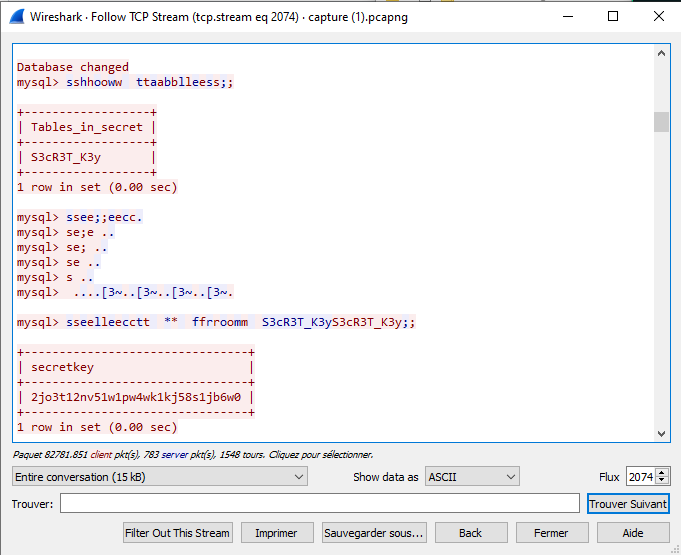 Wireshark · Follow TCP Stream (tcp.stream eq 2074) · capture (1).pcapng
Database changed
mysql> sshhooww  ttaabblleess;;
+------------------+
| Tables_in_secret |
+------------------+
| S3cR3T_K3y       |
+------------------+
1 row in set (0.00 sec)
mysql> ssee;;eecc.
mysql> se;e ..
mysql> se; ..
mysql> se ..
mysql> s ..
mysql>  ....[3~..[3~..[3~..[3~.
mysql> sseelleecctt  **  ffrroomm  S3cR3T_K3yS3cR3T_K3y;;
+-------------------------------+
| secretkey                     |
+-------------------------------+
| 2jo3t12nv51w1pw4wk1kj58s1jb6w0 |
+-------------------------------+
1 row in set (0.00 sec)
Paquet 82781.851 client pkt(s), 783 server pkt(s), 1548 tours. Cliquez pour sélectionner.
Entire conversation (15 kB) Show data as ASCII Flux 2074
Trouver: Trouver Suivant
Filter Out This Stream Imprimer Sauvegarder sous... Back Fermer Aide